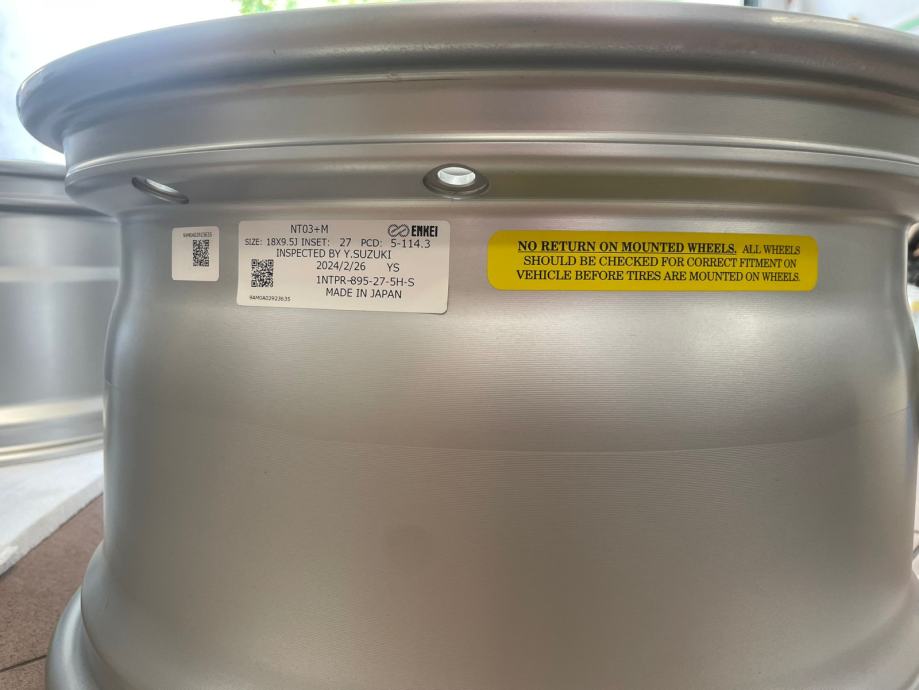 9AMGA02923635
NT03+M ENKEI
SIZE: 18X9.5J INSET: 27 PCD: 5-114.3
INSPECTED BY Y.SUZUKI
2024/2/26 YS
1NTPR-895-27-5H-S
MADE IN JAPAN
9AMGA02923635
NO RETURN ON MOUNTED WHEELS. ALL WHEELS
SHOULD BE CHECKED FOR CORRECT FITMENT ON
VEHICLE BEFORE TIRES ARE MOUNTED ON WHEELS.